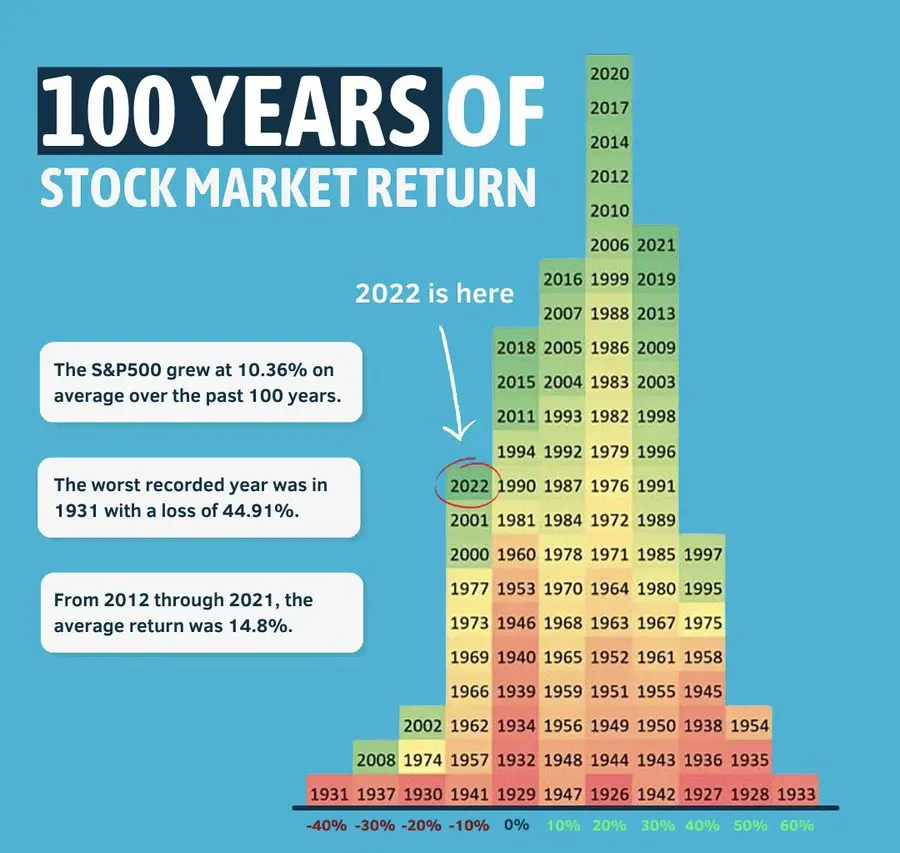 100 YEARS OF
STOCK MARKET RETURN
2022 is here
The S&P500 grew at 10.36% on
average over the past 100 years.
The worst recorded year was in
1931 with a loss of 44.91%.
From 2012 through 2021, the
average return was 14.8%.
2020
2017
2014
2012
2010
2006 2021
2016 1999 2019
2007 1988 2013
2018 2005 1986 2009
2015 2004 1983 2003
2011 1993 1982 1998
1994 1992 1979 1996
2022 1990 1987 1976 1991
2001 1981 1984 1972 1989
2000 1960 1978 1971 1985 1997
1977 1953 1970 1964 1980 1995
1973 1946 1968 1963 1967 1975
1969 1940 1965 1952 1961 1958
1966 1939 1959 1951 1955 1945
2002 1962 1934 1956 1949 1950 1938 1954
2008 1974 1957 1932 1948 1944 1943 1936 1935
1931 1937 1930 1941 1929 1947 1926 1942 1927 1928 1933
-40% -30% -20% -10% 0% 10% 20% 30% 40% 50% 60%